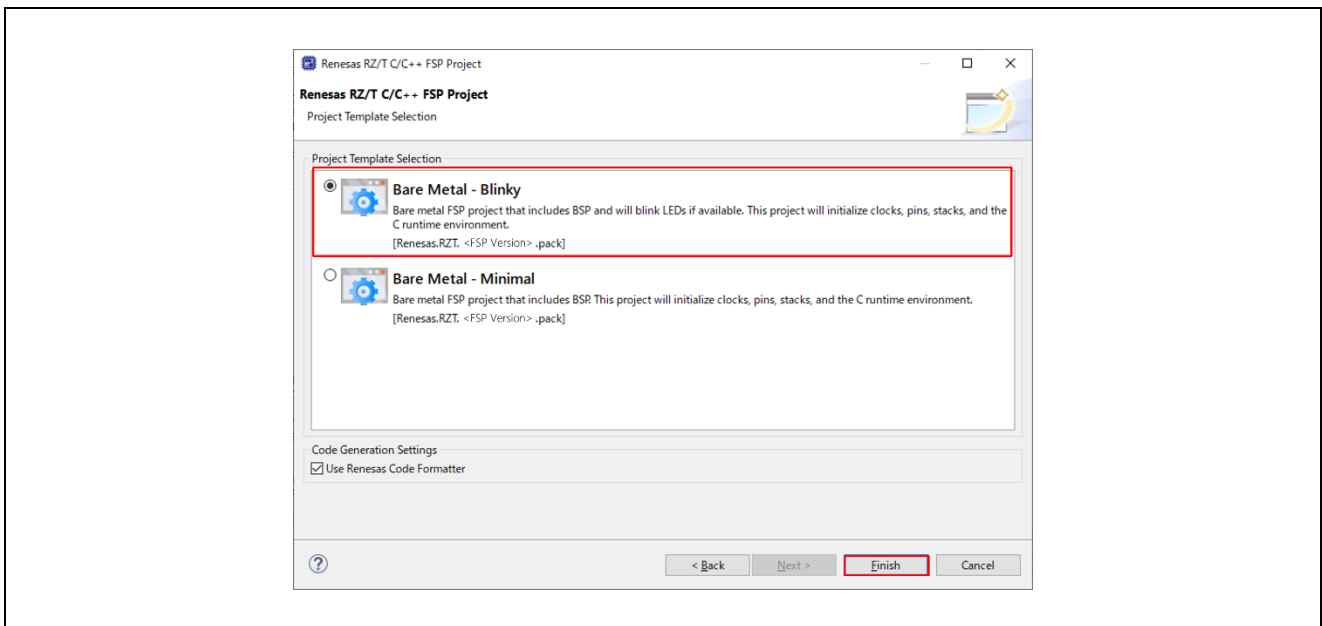 Renesas RZ/T C/C++ FSP Project
Renesas RZ/T C/C++ FSP Project
Project Template Selection
Project Template Selection
Bare Metal - Blinky
Bare metal FSP project that includes BSP and will blink LEDs if available. This project will initialize clocks, pins, stacks, and the
C runtime environment.
[Renesas.RZT. <FSP Version> .pack]
Bare Metal - Minimal
Bare metal FSP project that includes BSP. This project will initialize clocks, pins, stacks, and the C runtime environment.
[Renesas.RZT. <FSP Version> .pack]
Code Generation Settings
Use Renesas Code Formatter
? < Back Next > Finish Cancel